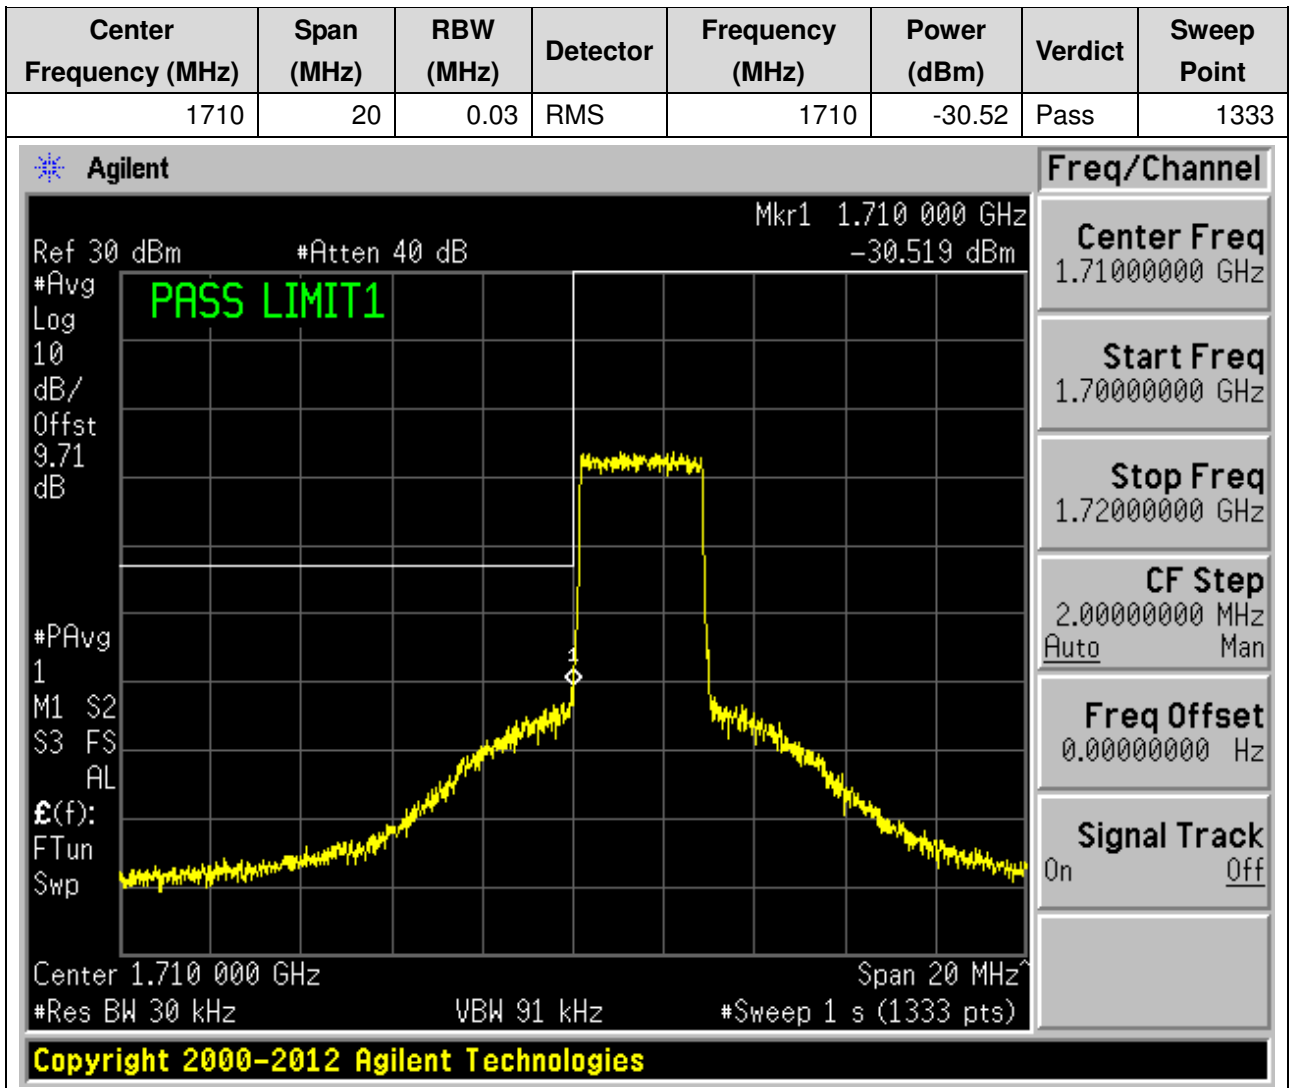 Center Frequency (MHz) Span (MHz) RBW (MHz) Detector Frequency (MHz) Power (dBm) Verdict Sweep Point
1710 20 0.03 RMS 1710 -30.52 Pass 1333
Agilent
Freq/Channel
Mkr1 1.710 000 GHz
Ref 30 dBm #Atten 40 dB -30.519 dBm
#Avg
Log
10
dB/
Offst
9.71
dB
PASS LIMIT1
1
#PAvg
1
M1 S2
S3 FS
AL
£(f):
FTun
Swp
Center 1.710 000 GHz Span 20 MHz^
#Res BW 30 kHz VBW 91 kHz #Sweep 1 s (1333 pts)
Center Freq
1.71000000 GHz
Start Freq
1.70000000 GHz
Stop Freq
1.72000000 GHz
CF Step
2.00000000 MHz
Auto Man
Freq Offset
0.00000000 Hz
Signal Track
On Off
Copyright 2000-2012 Agilent Technologies